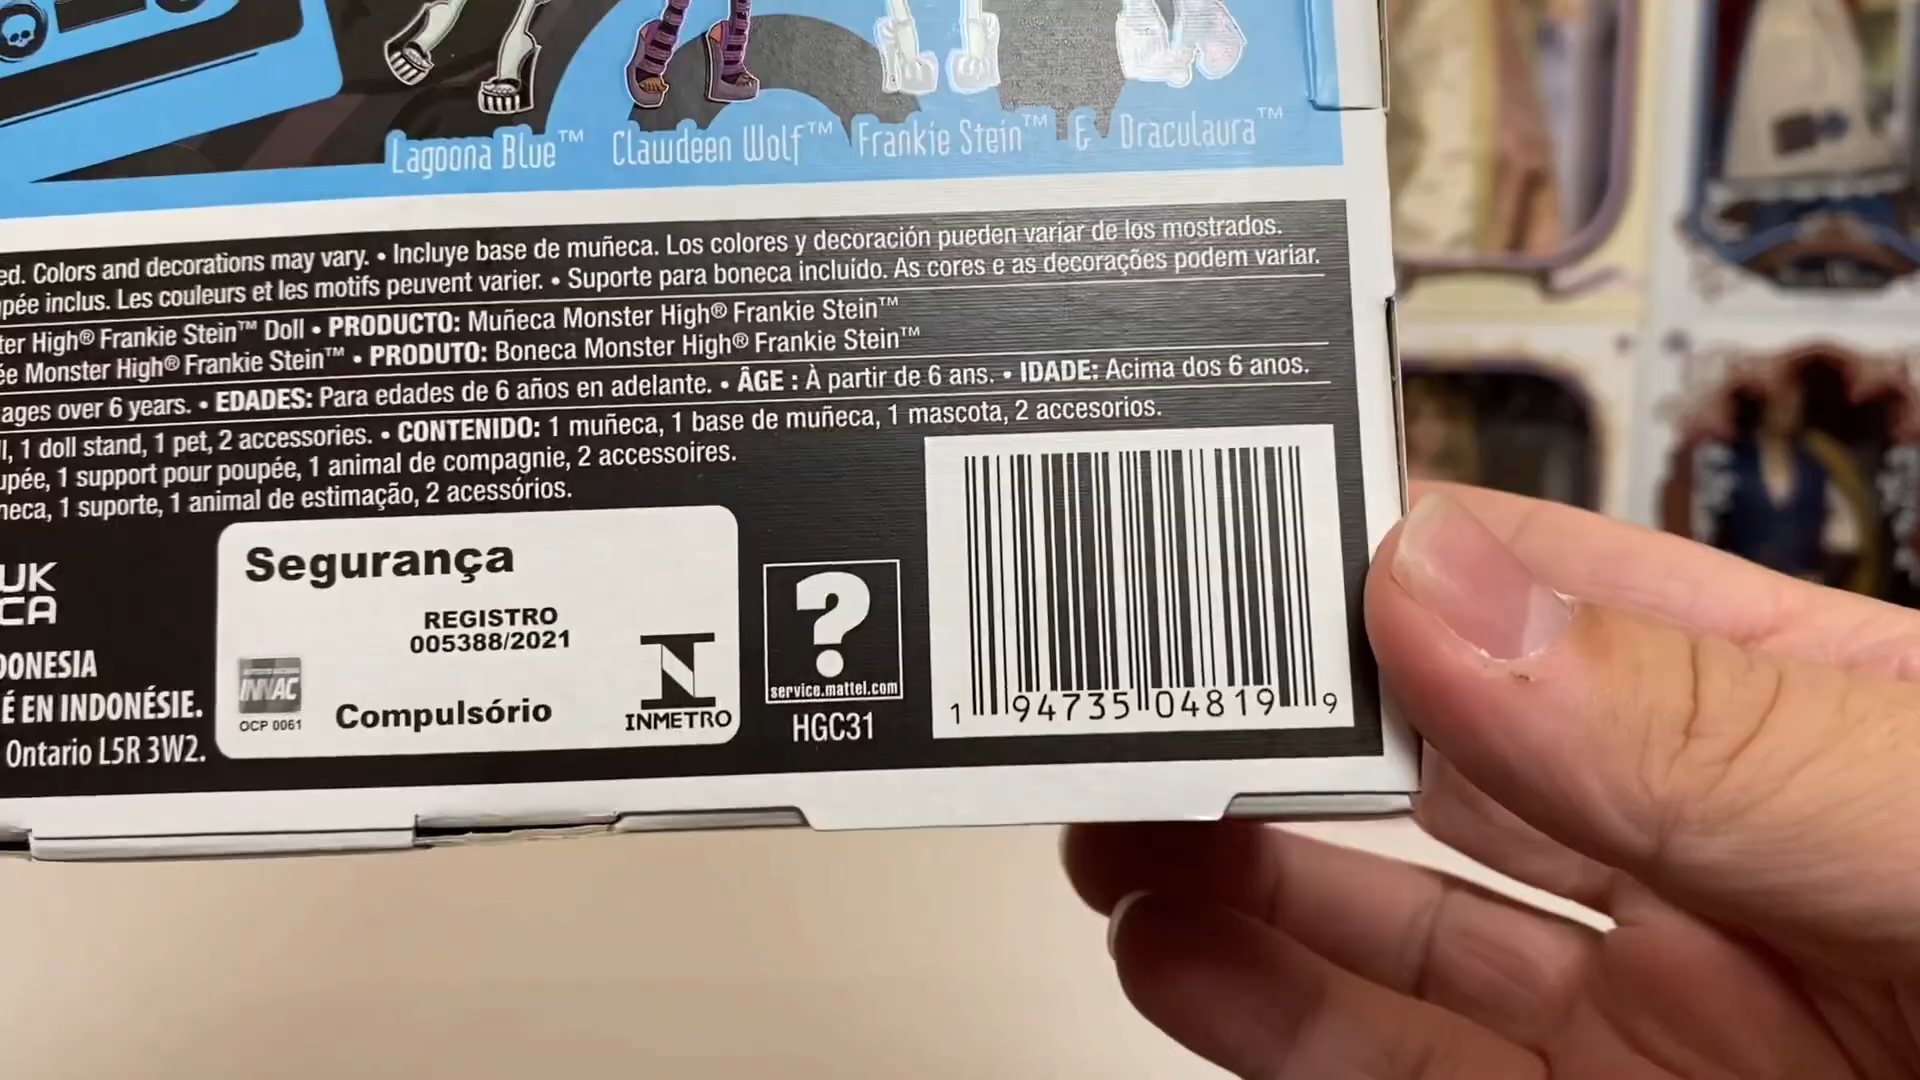 Lagoona Blue™ Clawdeen Wolf™ Frankie Stein™ & Draculaura™
ed. Colors and decorations may vary. • Incluye base de muñeca. Los colores y decoración pueden variar de los mostrados.
pée inclus. Les couleurs et les motifs peuvent varier. • Suporte para boneca incluído. As cores e as decorações podem variar.
ter High® Frankie Stein™ Doll • PRODUCTO: Muñeca Monster High® Frankie Stein™
ée Monster High® Frankie Stein™ • PRODUTO: Boneca Monster High® Frankie Stein™
ages over 6 years. • EDADES: Para edades de 6 años en adelante. • ÂGE : À partir de 6 ans. • IDADE: Acima dos 6 anos.
l, 1 doll stand, 1 pet, 2 accessories. • CONTENIDO: 1 muñeca, 1 base de muñeca, 1 mascota, 2 accesorios.
upée, 1 support pour poupée, 1 animal de compagnie, 2 accessoires.
neca, 1 suporte, 1 animal de estimação, 2 acessórios.
UK
CA
DONESIA
É EN INDONÉSIE.
Ontario L5R 3W2.
Segurança
REGISTRO
005388/2021
INNAC
OCP 0061
Compulsório
INMETRO
?
service.mattel.com
HGC31
1 94735 04819 9